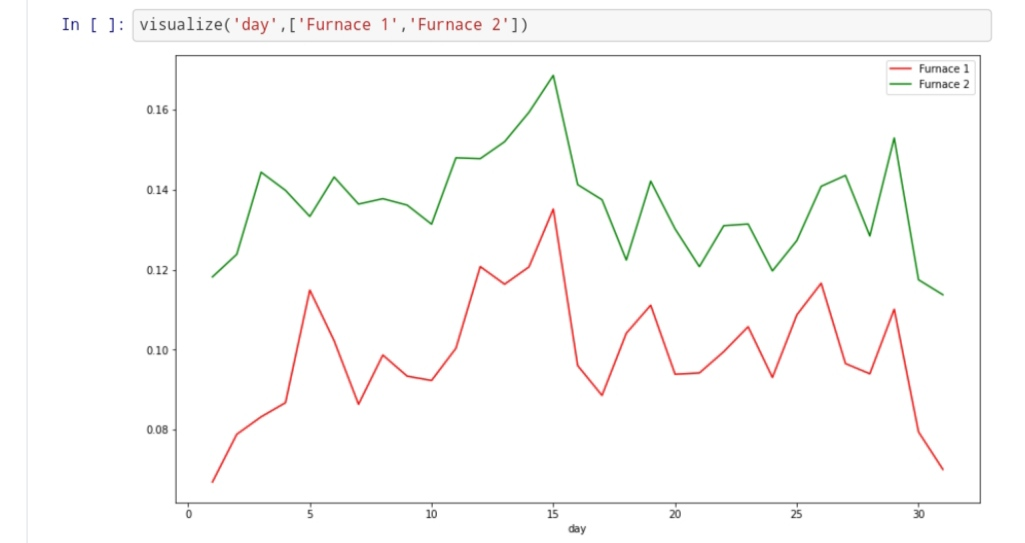 In [ ]: visualize('day',['Furnace 1','Furnace 2'])
Furnace 1
Furnace 2
0.16
0.14
0.12
0.10
0.08
0 5 10 15 20 25 30
day